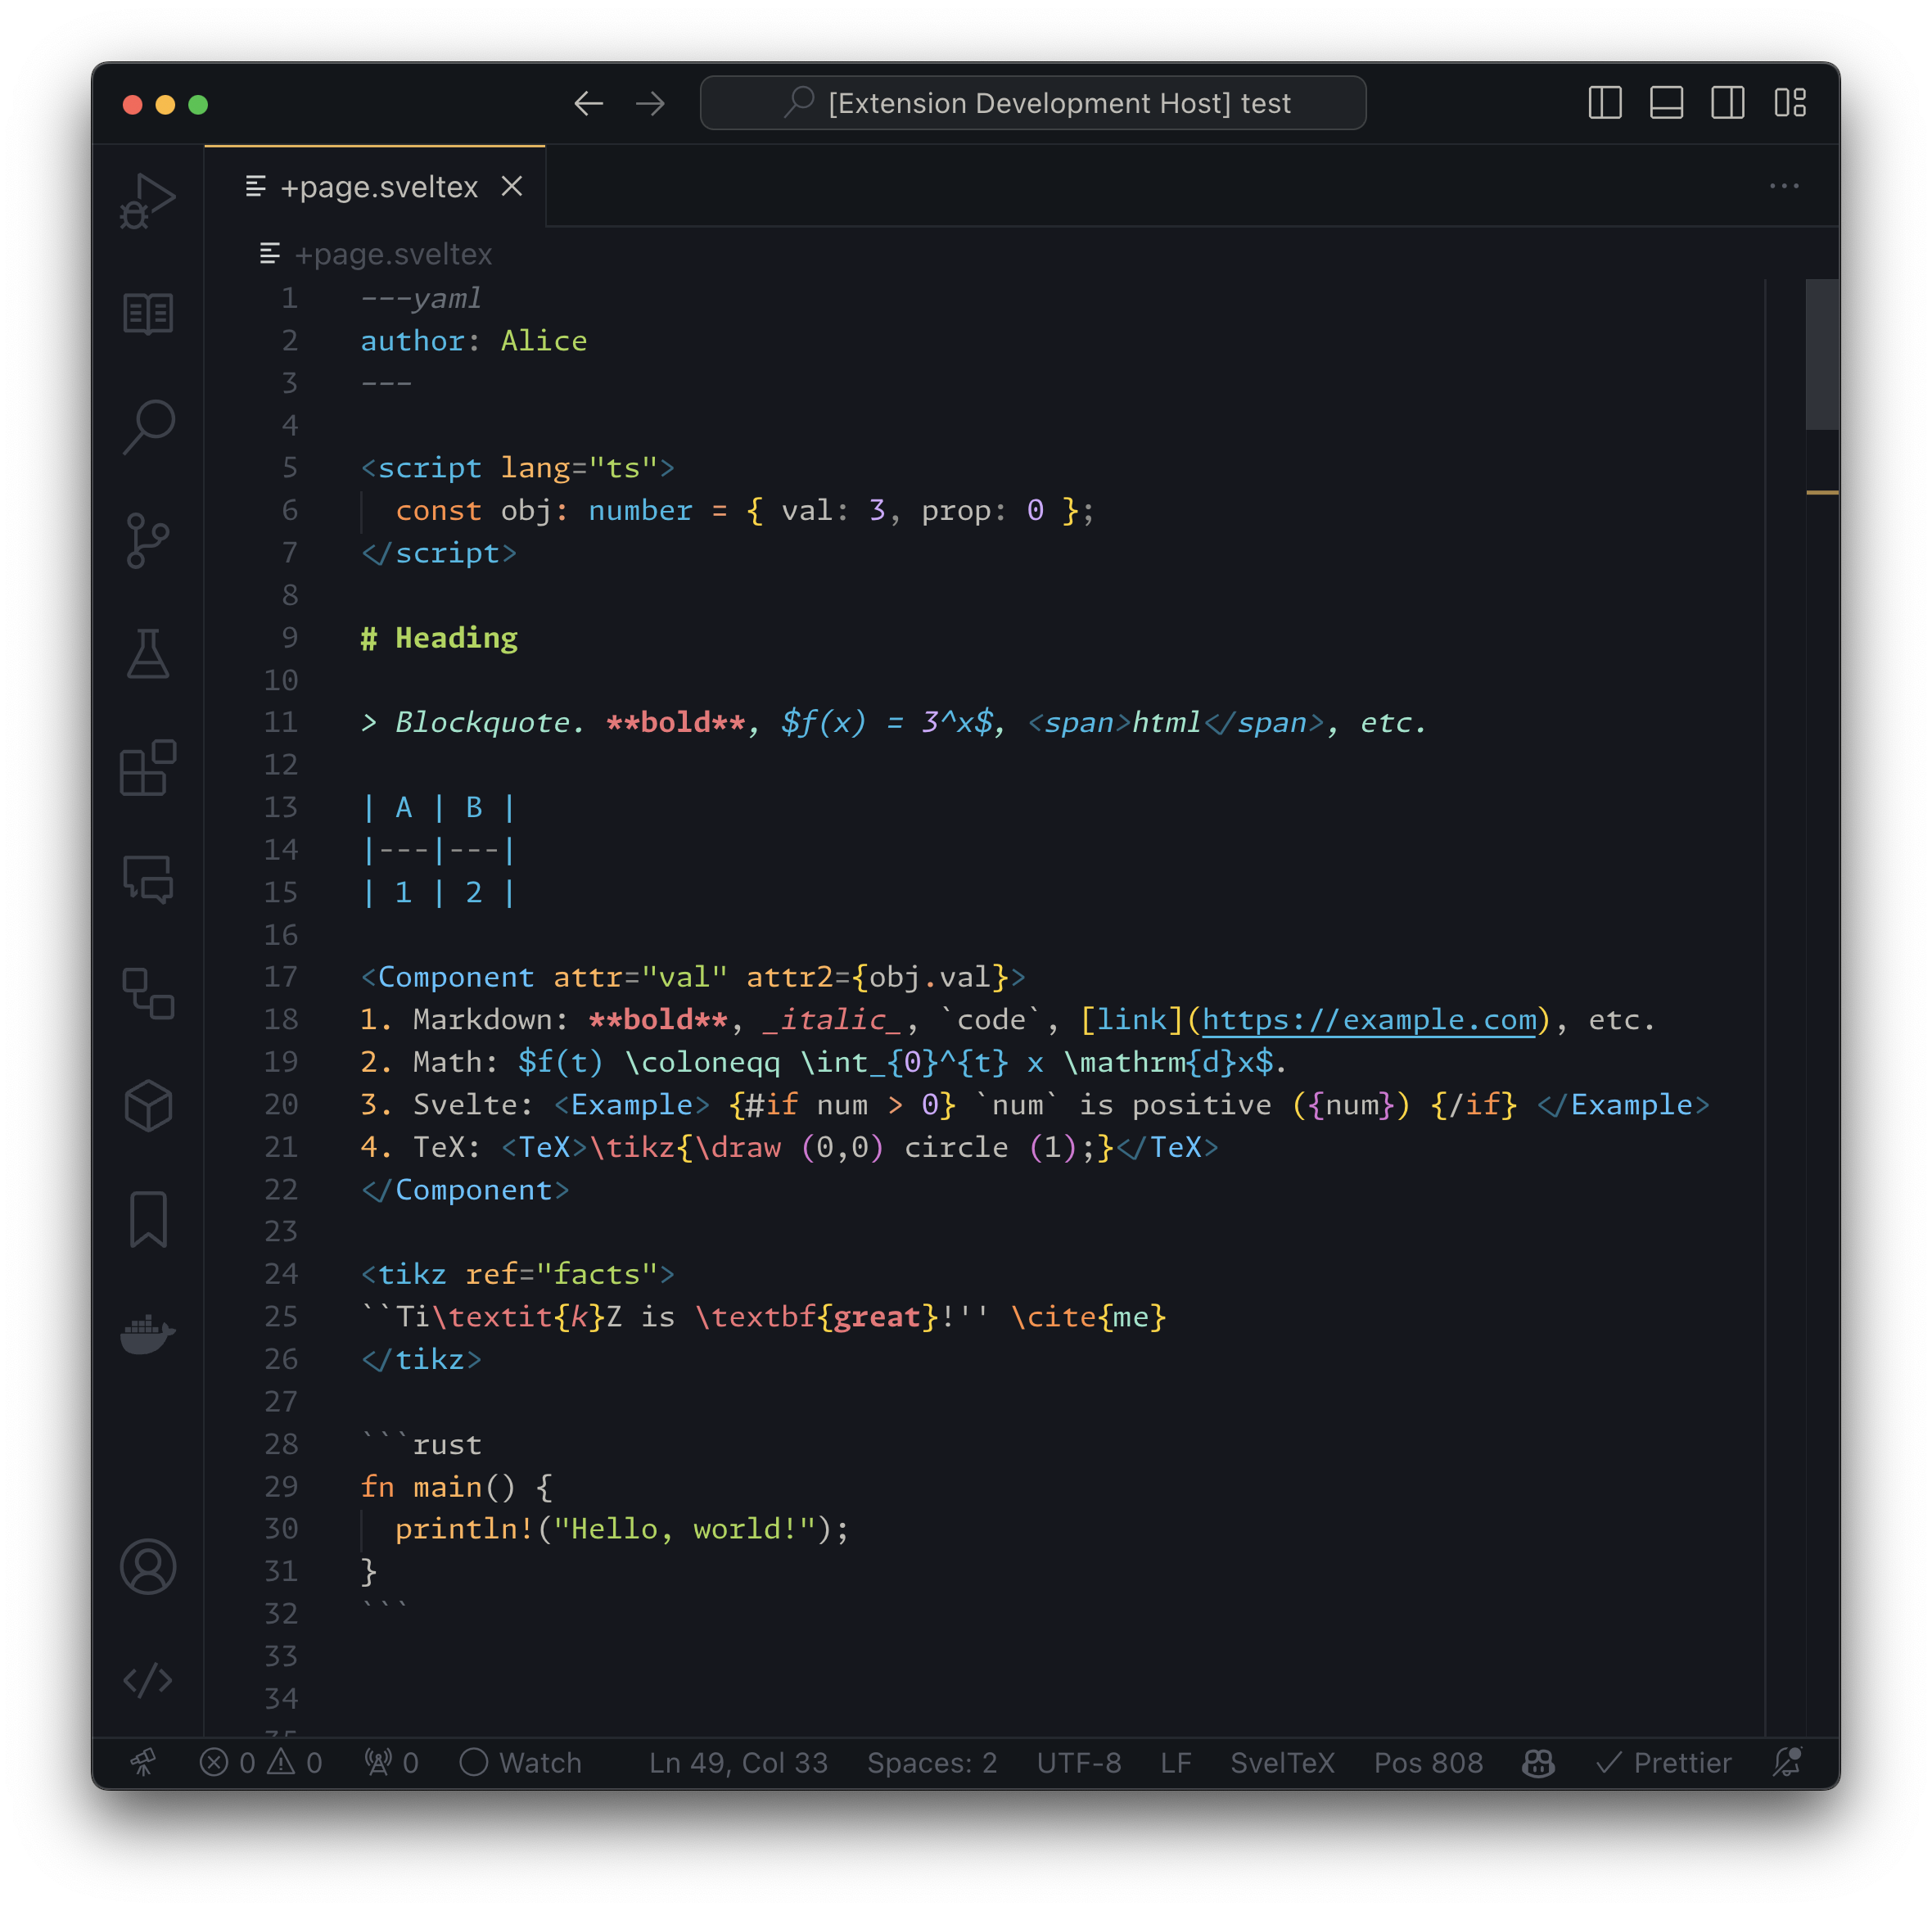 [Extension Development Host] test
+page.sveltex
+page.sveltex
1 ---yaml
2 author: Alice
3 ---
4
5 <script lang="ts">
6   const obj: number = { val: 3, prop: 0 };
7 </script>
8
9 # Heading
10
11 > Blockquote. **bold**, $f(x) = 3^x$, <span>html</span>, etc.
12
13 | A | B |
14 |---|---|
15 | 1 | 2 |
16
17 <Component attr="val" attr2={obj.val}>
18 1. Markdown: **bold**, _italic_, `code`, [link](https://example.com), etc.
19 2. Math: $f(t) \coloneqq \int_{0}^{t} x \mathrm{d}x$.
20 3. Svelte: <Example> {#if num > 0} `num` is positive ({num}) {/if} </Example>
21 4. TeX: <TeX>\tikz{\draw (0,0) circle (1);}</TeX>
22 </Component>
23
24 <tikz ref="facts">
25 ``Ti\textit{k}Z is \textbf{great}!'' \cite{me}
26 </tikz>
27
28 ```rust
29 fn main() {
30   println!("Hello, world!");
31 }
32 ```
33
34
35
0 0 0 Watch Ln 49, Col 33 Spaces: 2 UTF-8 LF SvelTeX Pos 808 Prettier